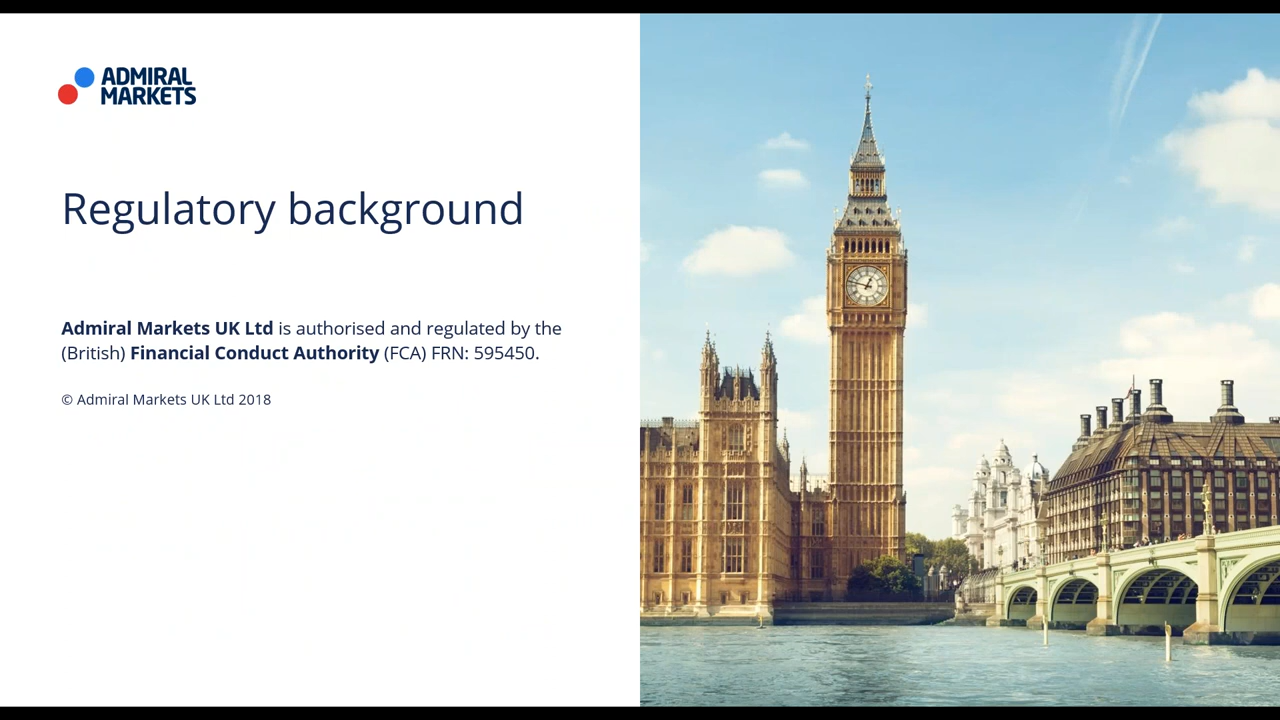 ADMIRAL
MARKETS
Regulatory background
Admiral Markets UK Ltd is authorised and regulated by the
(British) Financial Conduct Authority (FCA) FRN: 595450.
© Admiral Markets UK Ltd 2018